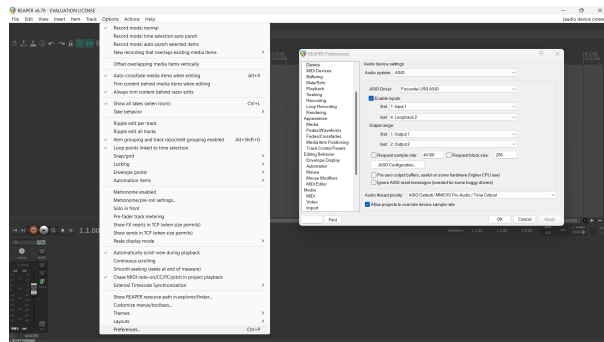 REAPER v6.78 - EVALUATION LICENSE
File Edit View Insert Item Track Options Actions Help
[audio device close
Record mode: normal
Record mode: time selection auto punch
Record mode: auto-punch selected items
New recording that overlaps existing media items
Offset overlapping media items vertically
Auto-crossfade media items when editing Alt+X
Trim content behind media items when editing
Always trim content behind razor edits
Show all takes (when room) Ctrl+L
Take behavior
Ripple edit per-track
Ripple edit all tracks
Item grouping and track razor/edit grouping enabled Alt+Shift+G
Loop points linked to time selection
Snap/grid
Locking
Envelope points
Automation items
Metronome enabled
Metronome/pre-roll settings...
Solo in front
Pre-fader track metering
Show FX inserts in TCP (when size permits)
Show sends in TCP (when size permits)
Peaks display mode
Automatically scroll view during playback
Continuous scrolling
Smooth seeking (seeks at end of measure)
Chase MIDI note-on/CC/PC/pitch in project playback
External Timecode Synchronization
Show REAPER resource path in explorer/finder...
Customize menus/toolbars...
Themes
Layouts
Preferences... Ctrl+P
1.1.00
MASTER
REAPER Preferences
Device
MIDI Devices
Buffering
Mute/Solo
Playback
Seeking
Recording
Loop Recording
Rendering
Appearance
Media
Peaks/Waveforms
Fades/Crossfades
Media Item Positioning
Track Control Panels
Editing Behavior
Envelope Display
Automation
Mouse
Mouse Modifiers
MIDI Editor
Media
MIDI
Video
Import
Find
Audio device settings
Audio system: ASIO
ASIO Driver: Focusrite USB ASIO
Enable inputs:
first 1: Input 1
last 4: Loopback 2
Output range:
first 1: Output 1
last 2: Output 2
Request sample rate: 44100 Request block size: 256
ASIO Configuration...
Pre-zero output buffers, useful on some hardware (higher CPU use)
Ignore ASIO reset messages (needed for some buggy drivers)
Audio thread priority: ASIO Default/ MMCSS Pro Audio / Time Critical
Allow projects to override device sample rate
OK Cancel Apply